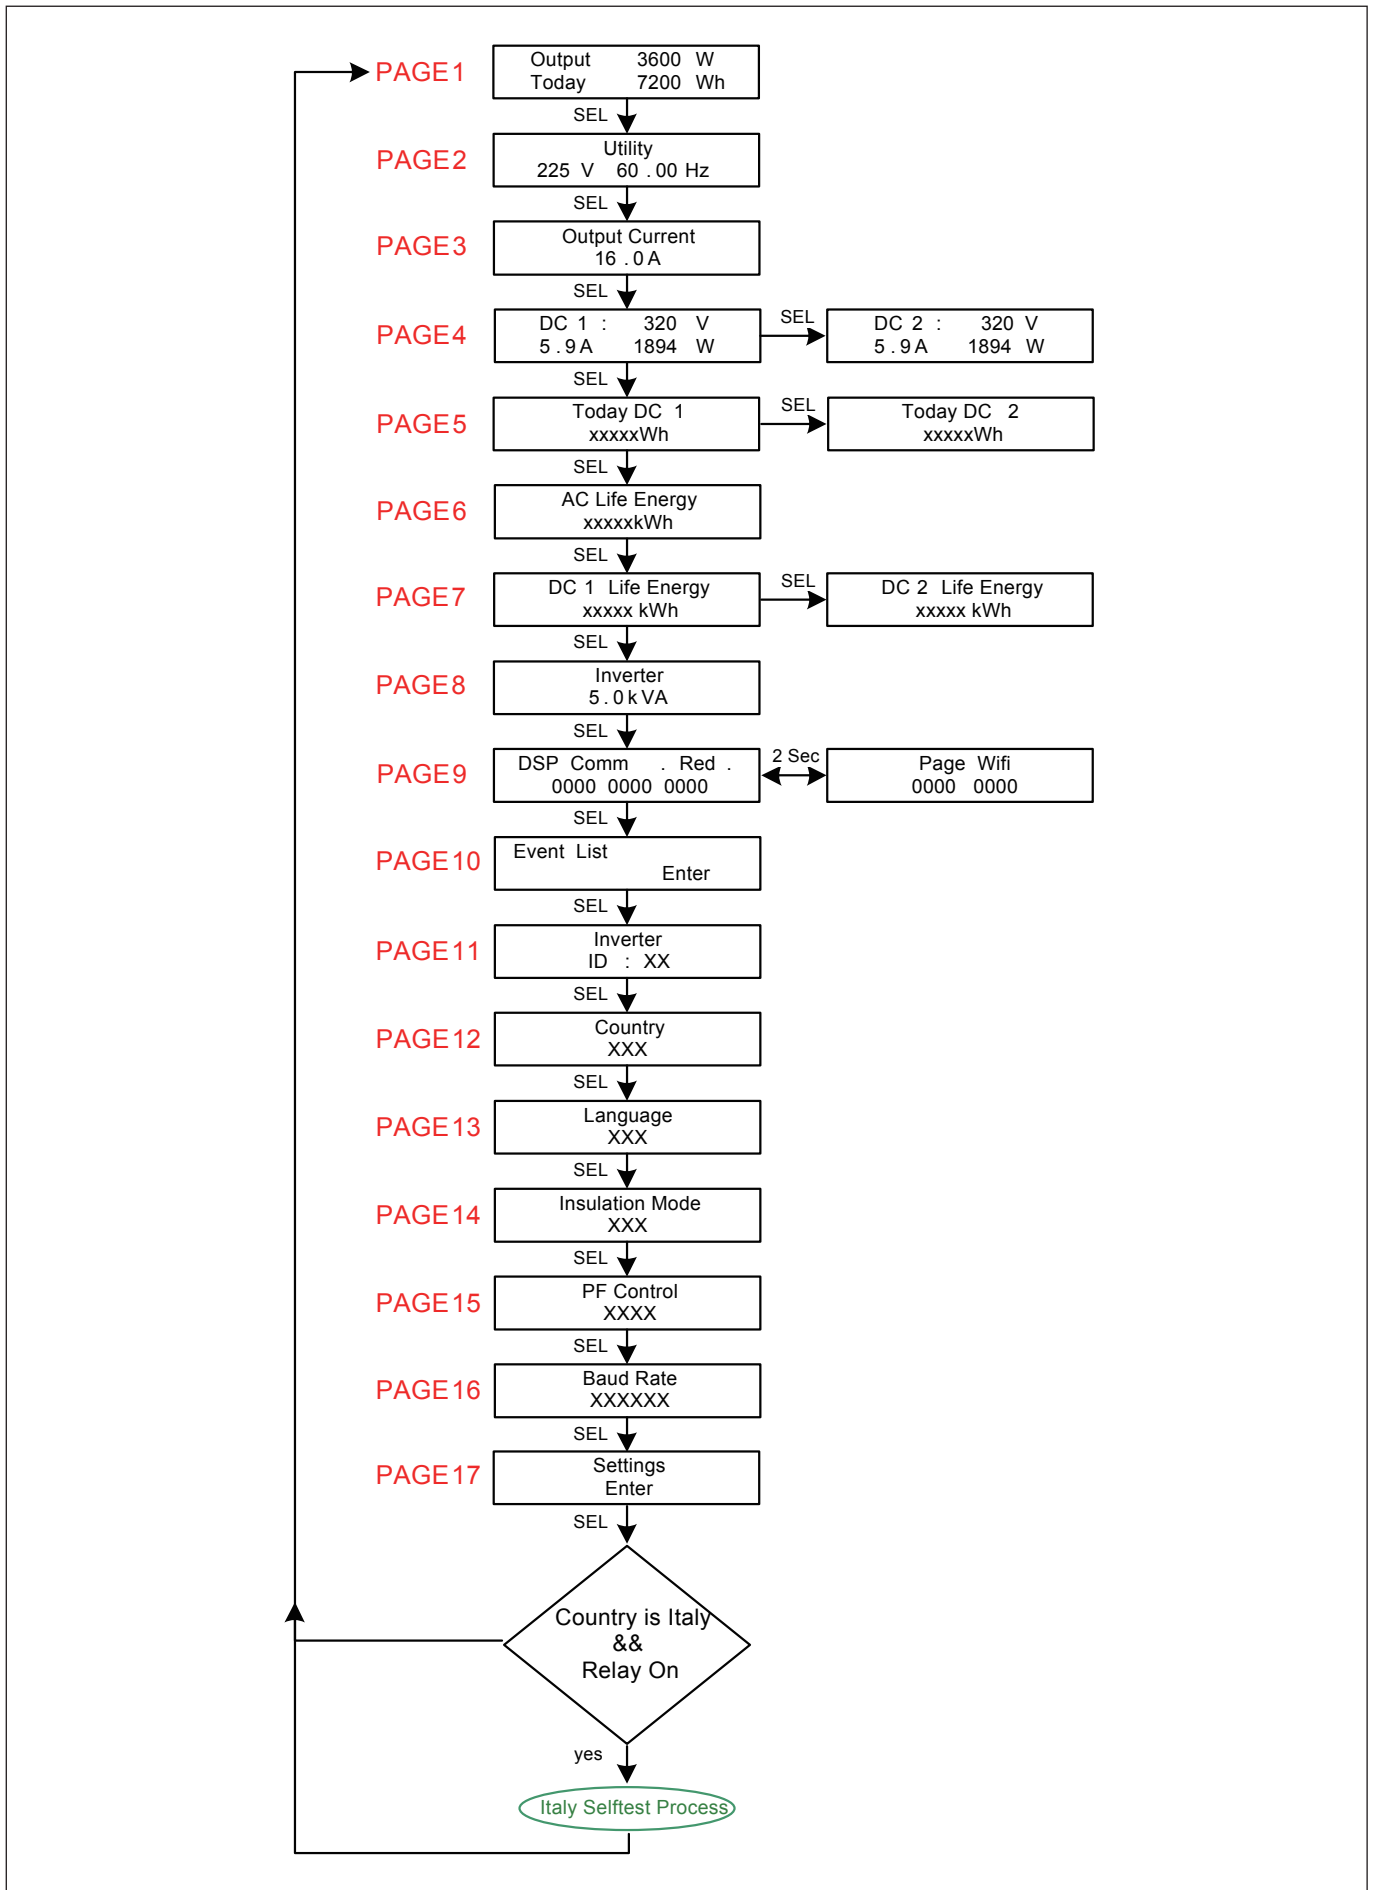 PAGE1
Output 3600 W
Today 7200 Wh
SEL
PAGE2
Utility
225 V 60 . 00 Hz
SEL
PAGE3
Output Current
16 . 0 A
SEL
PAGE4
DC 1 : 320 V
5 . 9 A 1894 W
SEL
DC 2 : 320 V
5 . 9 A 1894 W
SEL
PAGE5
Today DC 1
xxxxxWh
SEL
Today DC 2
xxxxxWh
SEL
PAGE6
AC Life Energy
xxxxxkWh
SEL
PAGE7
DC 1 Life Energy
xxxxx kWh
SEL
DC 2 Life Energy
xxxxx kWh
SEL
PAGE8
Inverter
5 . 0 k VA
SEL
PAGE9
DSP Comm . Red .
0000 0000 0000
2 Sec
Page Wifi
0000 0000
SEL
PAGE10
Event List
Enter
SEL
PAGE11
Inverter
ID : XX
SEL
PAGE12
Country
XXX
SEL
PAGE13
Language
XXX
SEL
PAGE14
Insulation Mode
XXX
SEL
PAGE15
PF Control
XXXX
SEL
PAGE16
Baud Rate
XXXXXX
SEL
PAGE17
Settings
Enter
SEL
Country is Italy
&&
Relay On
yes
Italy Selftest Process